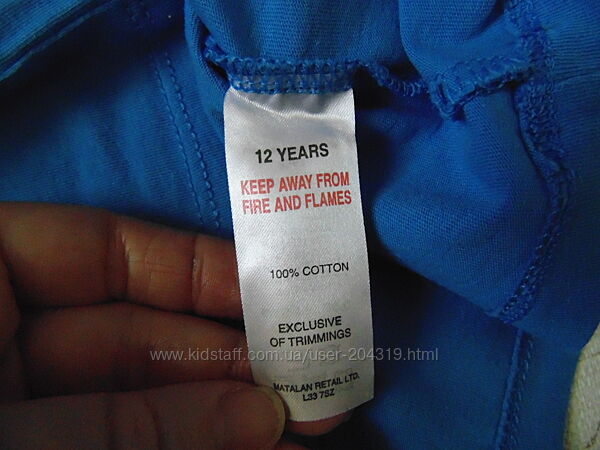 12 YEARS
KEEP AWAY FROM
FIRE AND FLAMES
100% COTTON
EXCLUSIVE
OF TRIMMINGS
www.kidstaff.com.ua/user-204319.html
MATALAN RETAIL LTD.
L33 7SZ